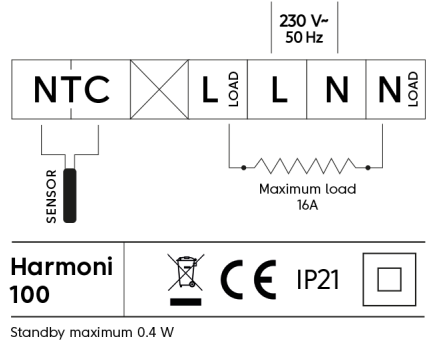 230 V~
50 Hz
NTC L LOAD L N N LOAD
SENSOR
Maximum load
16A
Harmoni
100
CE IP21
Standby maximum 0.4 W